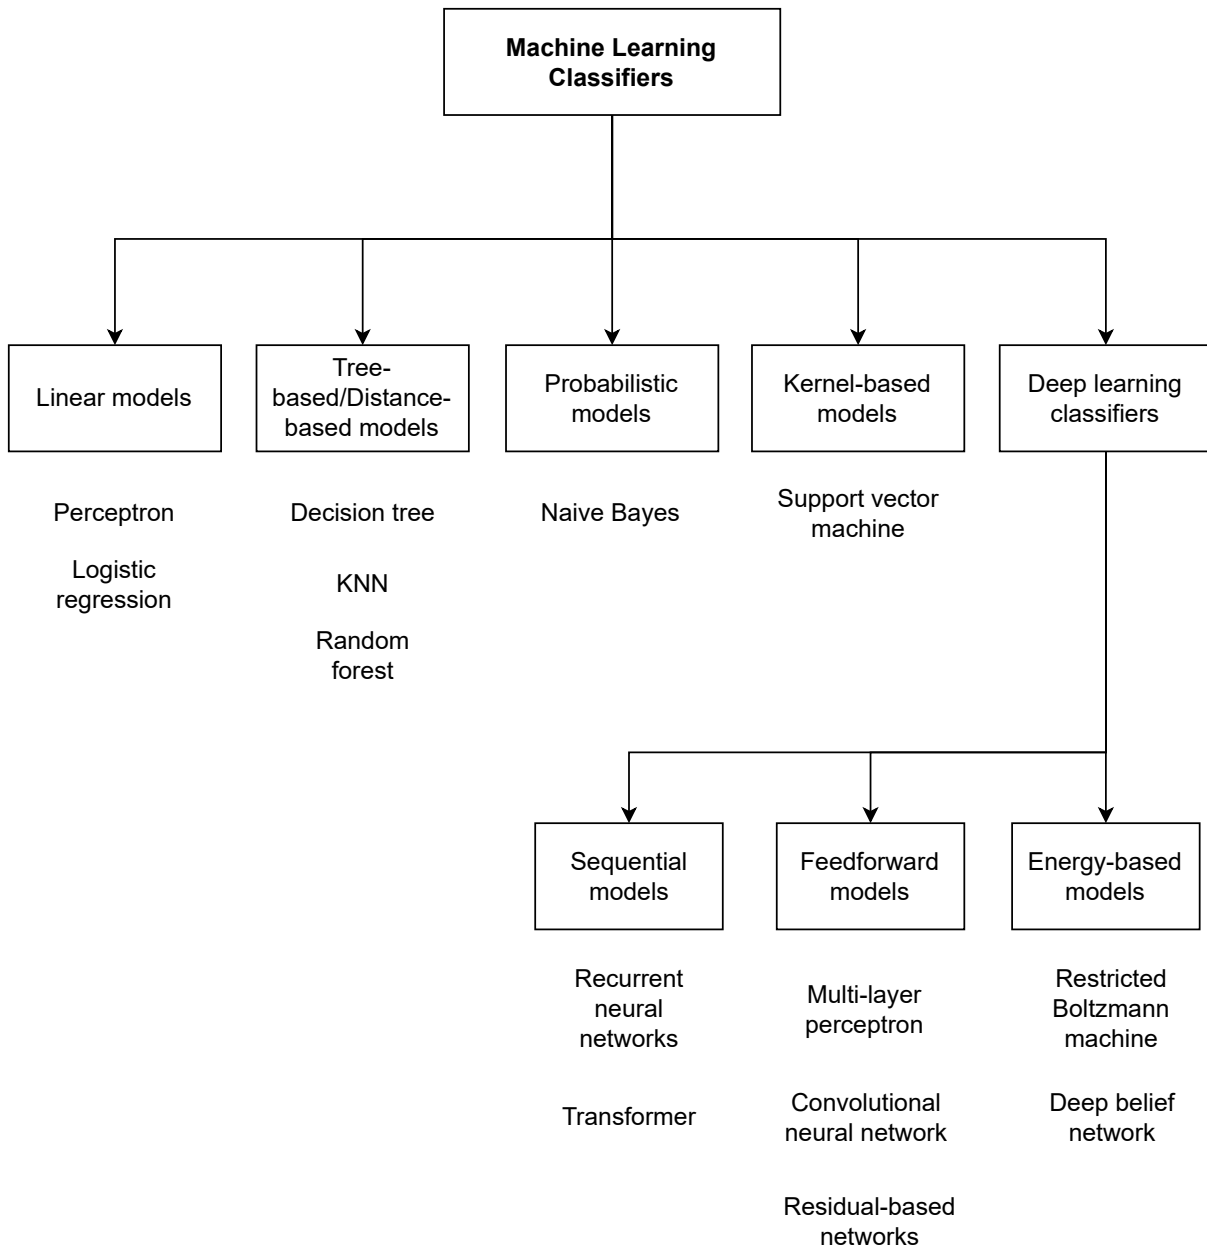 Machine Learning
Classifiers
Linear models
Tree-
based/Distance-
based models
Probabilistic
models
Kernel-based
models
Deep learning
classifiers
Perceptron
Logistic
regression
Decision tree
KNN
Random
forest
Naive Bayes
Support vector
machine
Sequential
models
Feedforward
models
Energy-based
models
Recurrent
neural
networks
Transformer
Multi-layer
perceptron
Convolutional
neural network
Residual-based
networks
Restricted
Boltzmann
machine
Deep belief
network